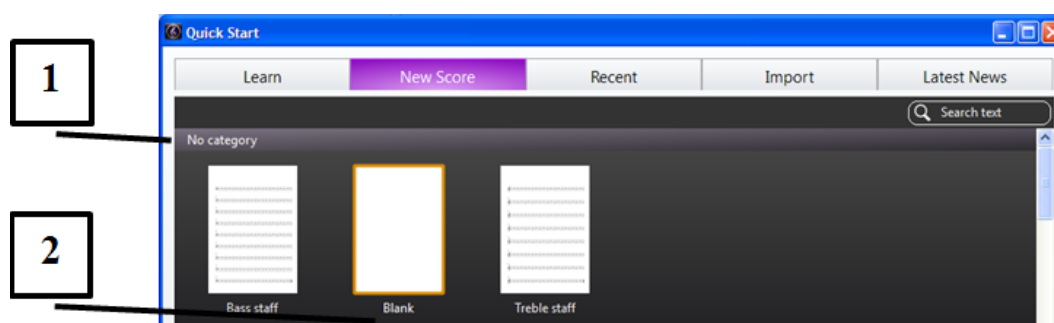 Quick Start
1
Learn New Score Recent Import Latest News
Search text
No category
2
Bass staff Blank Treble staff